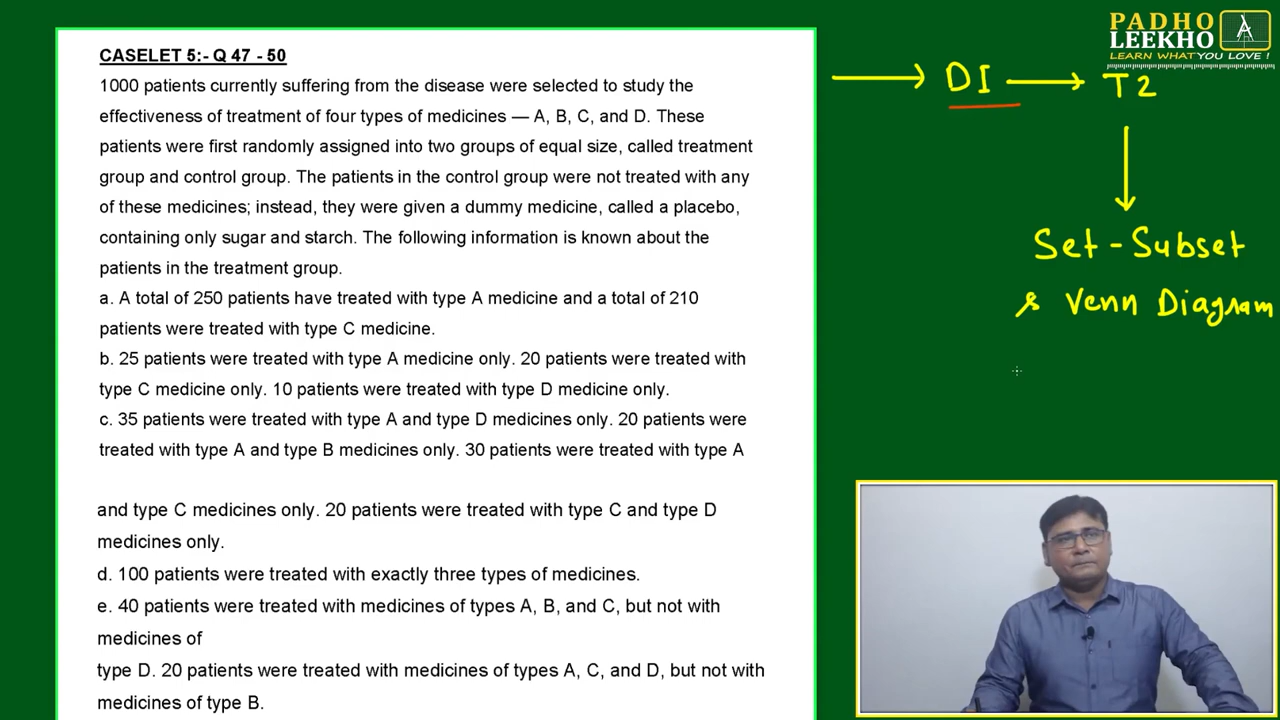 PADHO
LEEKHO
LEARN WHAT YOU LOVE !
CASELET 5:- Q 47 - 50
1000 patients currently suffering from the disease were selected to study the
effectiveness of treatment of four types of medicines — A, B, C, and D. These
patients were first randomly assigned into two groups of equal size, called treatment
group and control group. The patients in the control group were not treated with any
of these medicines; instead, they were given a dummy medicine, called a placebo,
containing only sugar and starch. The following information is known about the
patients in the treatment group.
a. A total of 250 patients have treated with type A medicine and a total of 210
patients were treated with type C medicine.
b. 25 patients were treated with type A medicine only. 20 patients were treated with
type C medicine only. 10 patients were treated with type D medicine only.
c. 35 patients were treated with type A and type D medicines only. 20 patients were
treated with type A and type B medicines only. 30 patients were treated with type A
and type C medicines only. 20 patients were treated with type C and type D
medicines only.
d. 100 patients were treated with exactly three types of medicines.
e. 40 patients were treated with medicines of types A, B, and C, but not with
medicines of
type D. 20 patients were treated with medicines of types A, C, and D, but not with
medicines of type B.
→ DI → T2
↓
Set - Subset
& Venn Diagram